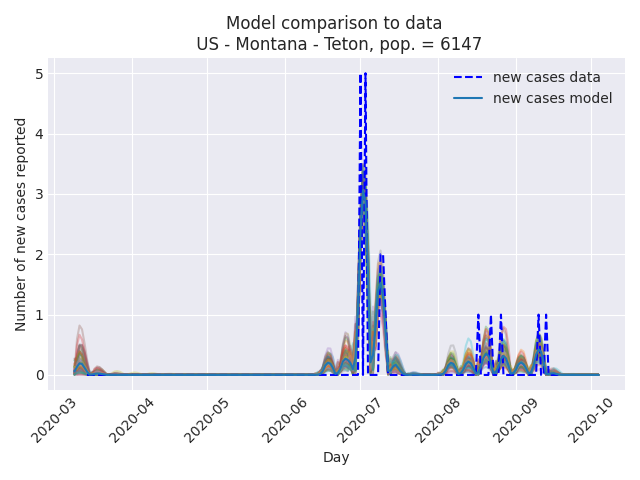 Model comparison to data
US - Montana - Teton, pop. = 6147
new cases data
new cases model
Number of new cases reported
5
4
3
2
1
0
2020-03
2020-04
2020-05
2020-06
2020-07
2020-08
2020-09
2020-10
Day